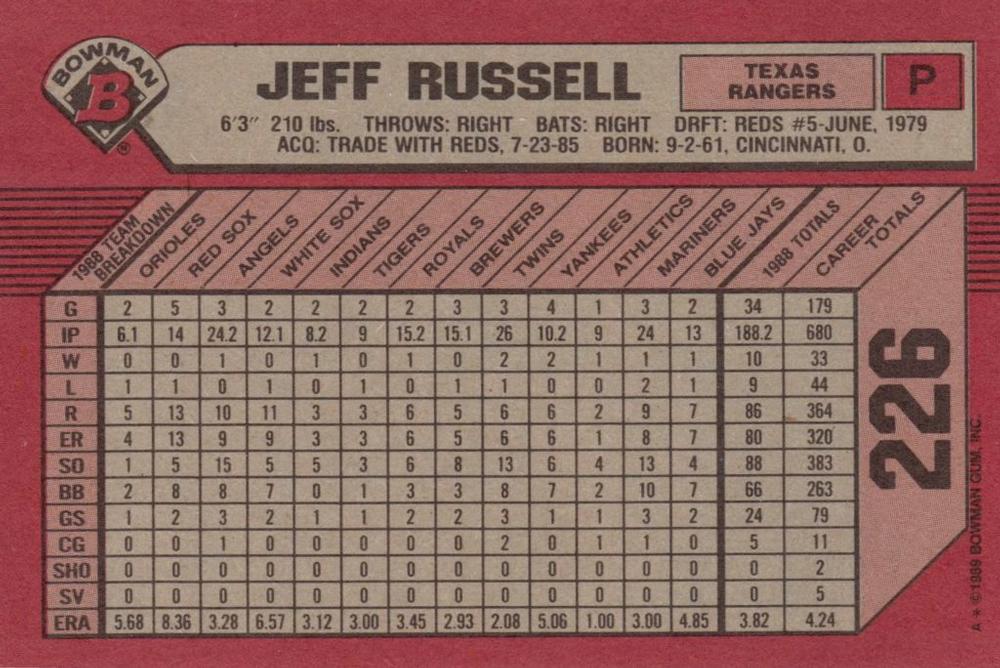 BOWMAN
B
®
JEFF RUSSELL
TEXAS
RANGERS
P
6'3" 210 lbs. THROWS: RIGHT BATS: RIGHT DRFT: REDS #5-JUNE, 1979
ACQ: TRADE WITH REDS, 7-23-85 BORN: 9-2-61, CINCINNATI, O.
1988 TEAM BREAKDOWN ORIOLES RED SOX ANGELS WHITE SOX INDIANS TIGERS ROYALS BREWERS TWINS YANKEES ATHLETICS MARINERS BLUE JAYS 1988 TOTALS CAREER TOTALS
G 2 5 3 2 2 2 2 3 3 4 1 3 2 34 179
IP 6.1 14 24.2 12.1 8.2 9 15.2 15.1 26 10.2 9 24 13 188.2 680
W 0 0 1 0 1 0 1 0 2 2 1 1 1 10 33
L 1 1 0 1 0 1 0 1 1 0 0 2 1 9 44
R 5 13 10 11 3 3 6 5 6 6 2 9 7 86 364
ER 4 13 9 9 3 3 6 5 6 6 1 8 7 80 320
SO 1 5 15 5 5 3 6 8 13 6 4 13 4 88 383
BB 2 8 8 7 0 1 3 3 8 7 2 10 7 66 263
GS 1 2 3 2 1 1 2 2 3 1 1 3 2 24 79
CG 0 0 1 0 0 0 0 0 2 0 1 1 0 5 11
SHO 0 0 0 0 0 0 0 0 0 0 0 0 0 0 2
SV 0 0 0 0 0 0 0 0 0 0 0 0 0 0 5
ERA 5.68 8.36 3.28 6.57 3.12 3.00 3.45 2.93 2.08 5.06 1.00 3.00 4.85 3.82 4.24
226
A * ©1989 BOWMAN GUM, INC.